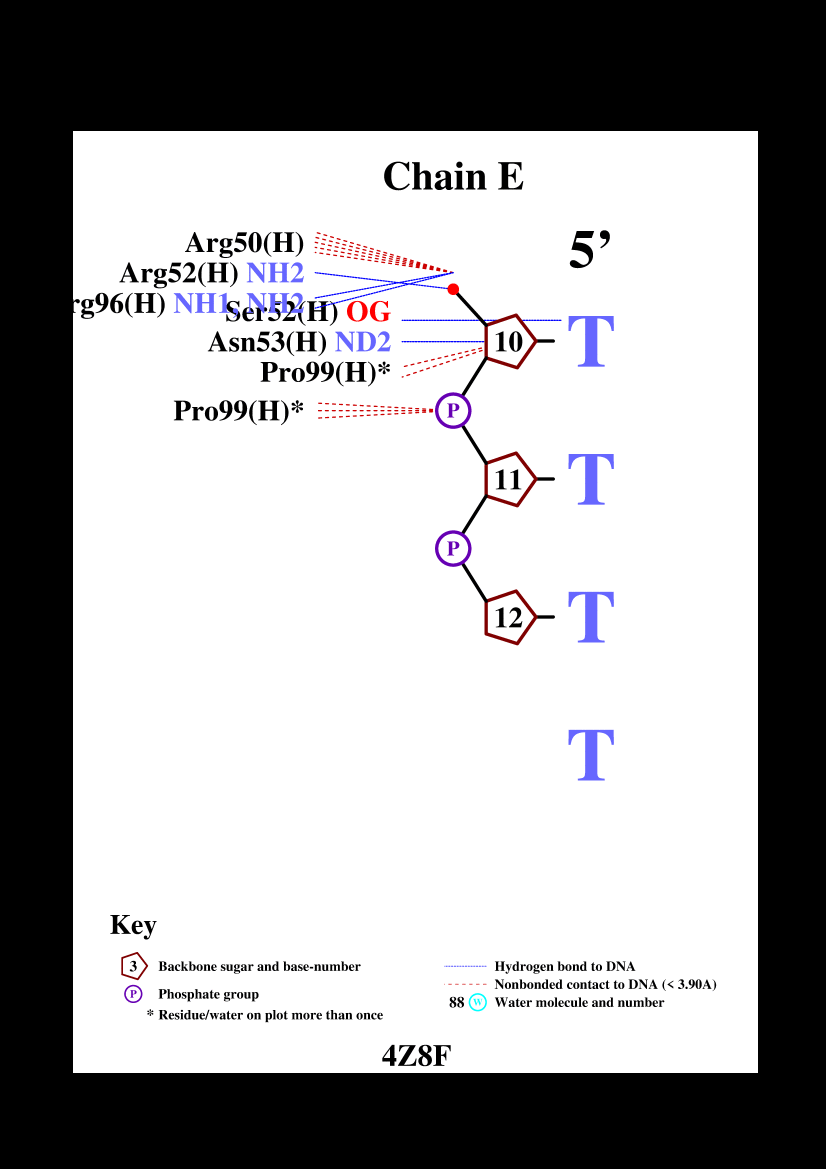 Chain E
5’
Arg50(H)
Arg52(H) NH2
rg96(H) NH1, NH2
Ser52(H) OG
T
10
Asn53(H) ND2
Pro99(H)*
Pro99(H)*
P
11
T
P
12
T
T
Key
3 Backbone sugar and base-number
P Phosphate group
* Residue/water on plot more than once
Hydrogen bond to DNA
Nonbonded contact to DNA (< 3.90A)
88 W Water molecule and number
4Z8F